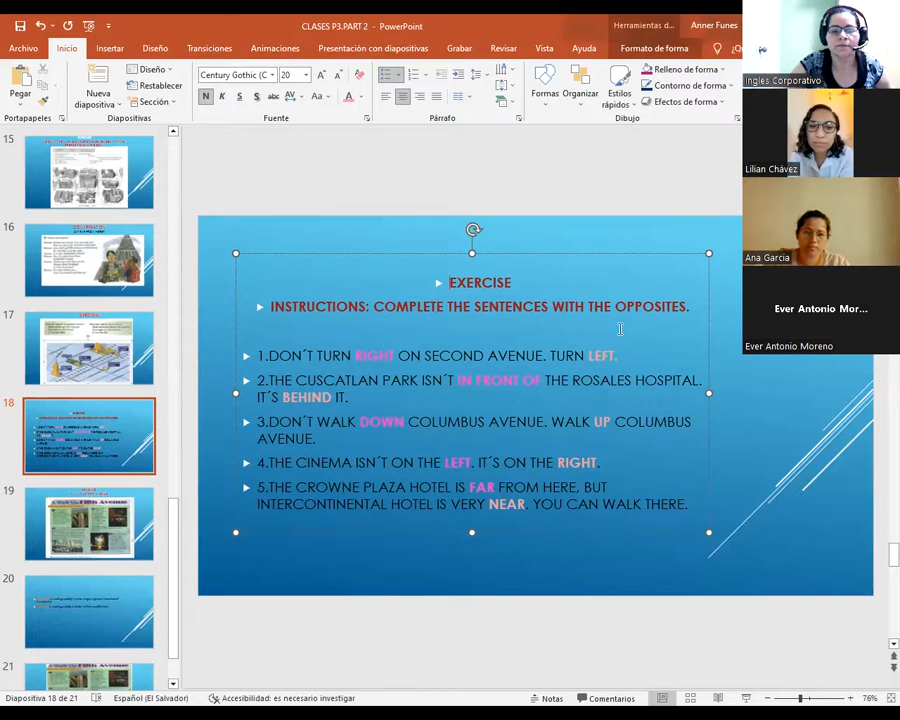 CLASES P3.PART 2 - PowerPoint
Herramientas d...
Anner Funes
Archivo
Inicio
Insertar
Diseño
Transiciones
Animaciones
Presentación con diapositivas
Grabar
Revisar
Vista
Ayuda
Formato de forma
Pegar
Nueva
diapositiva
Diseño
Restablecer
Sección
Century Gothic (C
20
N K S S abc AV Aa A
Formas
Organizar
Estilos
rápidos
Relleno de forma
Contorno de forma
Efectos de forma
Portapapeles
Diapositivas
Fuente
Párrafo
Dibujo
Ingles Corporativo
Lilian Chávez
Ana Garcia
Ever Antonio Mor...
Ever Antonio Moreno
15
16
17
18
19
20
21
EXERCISE
INSTRUCTIONS: COMPLETE THE SENTENCES WITH THE OPPOSITES.
1.DON´T TURN RIGHT ON SECOND AVENUE. TURN LEFT.
2.THE CUSCATLAN PARK ISN´T IN FRONT OF THE ROSALES HOSPITAL.
IT´S BEHIND IT.
3.DON´T WALK DOWN COLUMBUS AVENUE. WALK UP COLUMBUS
AVENUE.
4.THE CINEMA ISN´T ON THE LEFT. IT´S ON THE RIGHT.
5.THE CROWNE PLAZA HOTEL IS FAR FROM HERE, BUT
INTERCONTINENTAL HOTEL IS VERY NEAR. YOU CAN WALK THERE.
Diapositiva 18 de 21
Español (El Salvador)
Accesibilidad: es necesario investigar
Notas
Comentarios
76%